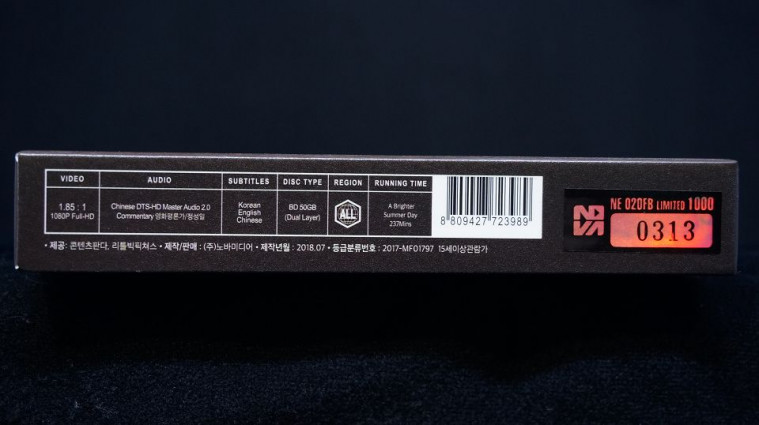 VIDEO AUDIO SUBTITLES DISC TYPE REGION RUNNING TIME
1.85 : 1
1080P Full-HD
Chinese DTS-HD Master Audio 2.0
Commentary 영화평론가/정성일
Korean
English
Chinese
BD 50GB
(Dual Layer)
ALL
A Brighter
Summer Day
237Mins
8 809427 723989
NOVA
NE 020FB LIMITED 1000
0313
• 제공: 콘텐츠판다, 리틀빅픽쳐스 • 제작/판매 : (주)노바미디어 • 제작년월 : 2018.07 • 등급분류번호 : 2017-MF01797 15세이상관람가